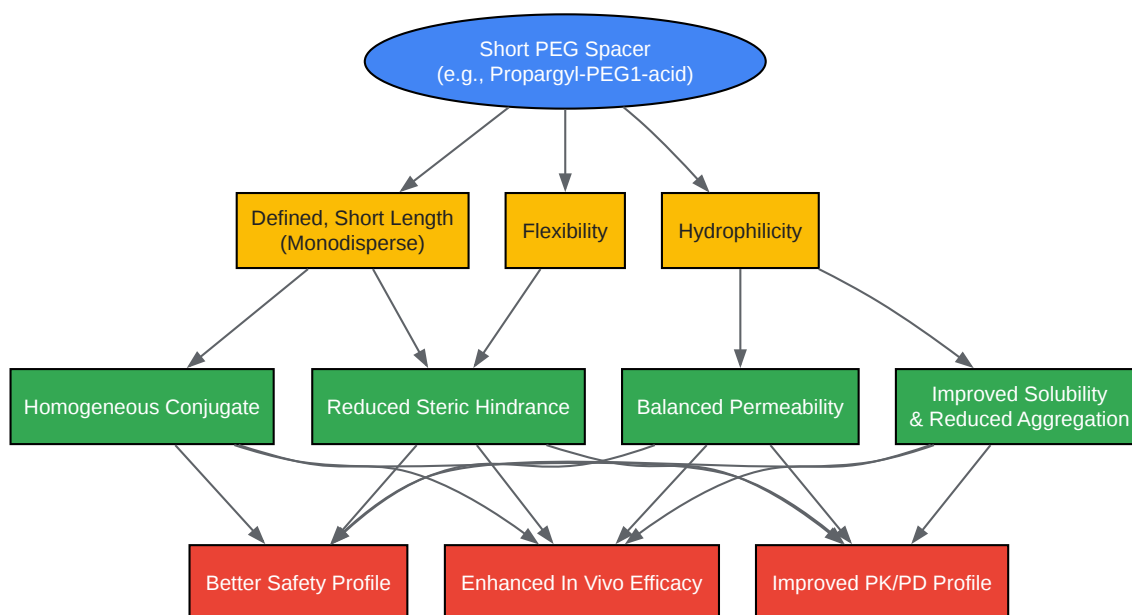 Short PEG Spacer
(e.g., Propargyl-PEG1-acid)
Defined, Short Length
(Monodisperse)
Flexibility
Hydrophilicity
Homogeneous Conjugate
Reduced Steric Hindrance
Balanced Permeability
Improved Solubility
& Reduced Aggregation
Better Safety Profile
Enhanced In Vivo Efficacy
Improved PK/PD Profile